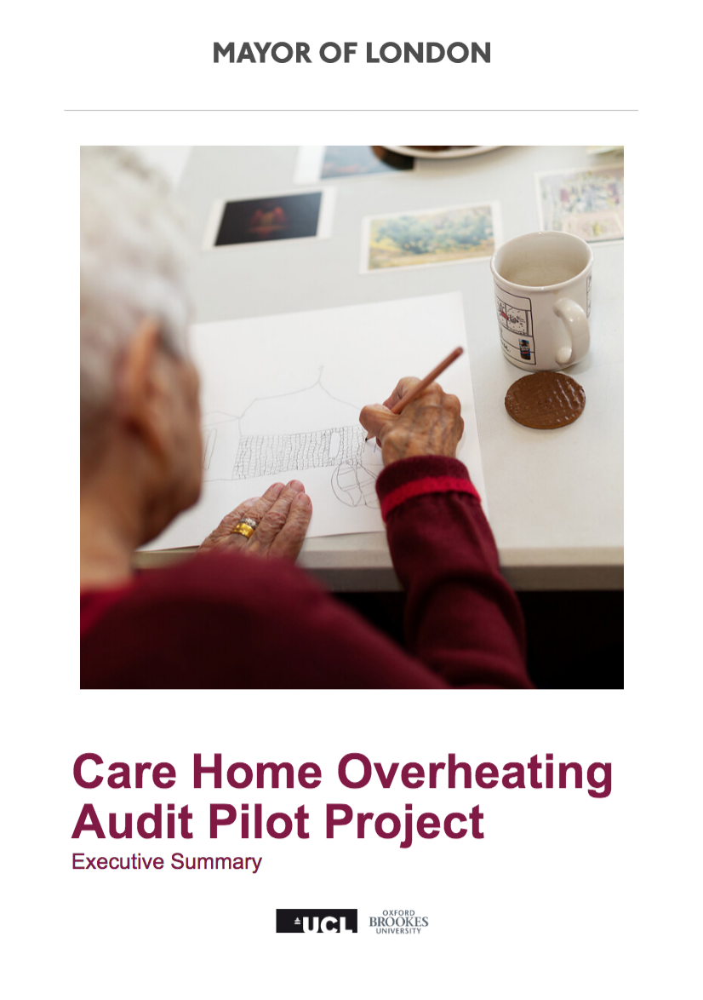 MAYOR OF LONDON
Care Home Overheating
Audit Pilot Project
Executive Summary
UCL
OXFORD
BROOKES
UNIVERSITY